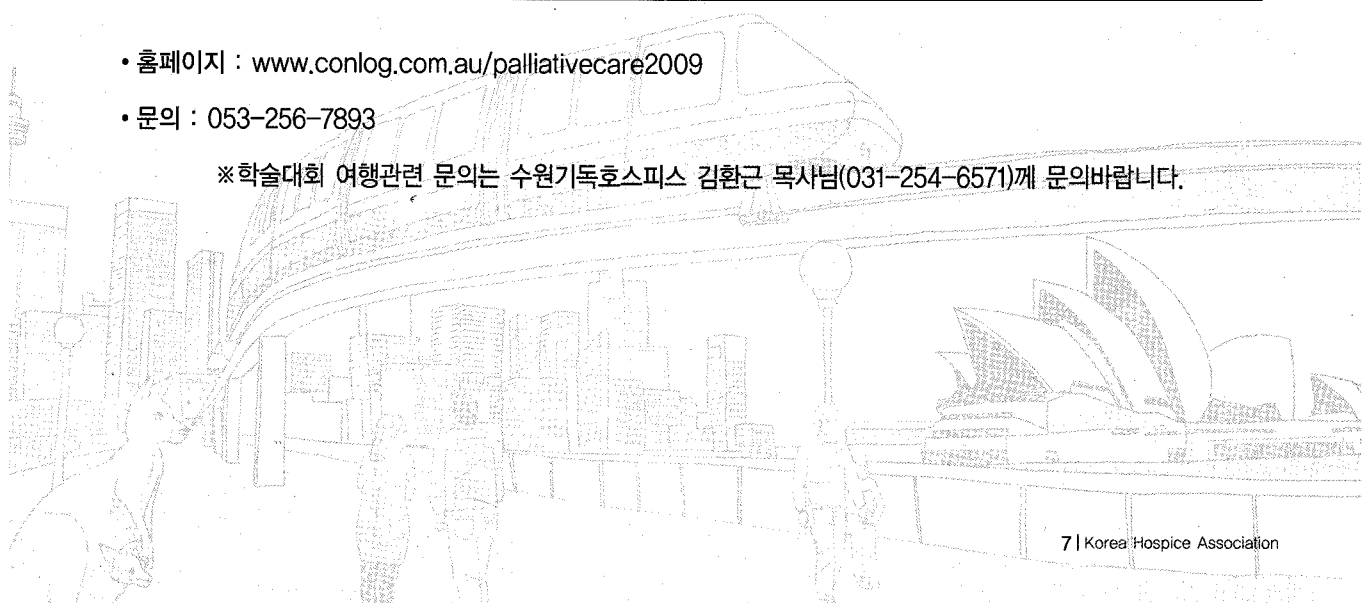 • 홈페이지 : www.conlog.com.au/palliativecare2009
• 문의 : 053-256-7893
※학술대회 여행관련 문의는 수원기독호스피스 김환근 목사님(031-254-6571)께 문의바랍니다.
7 | Korea Hospice Association